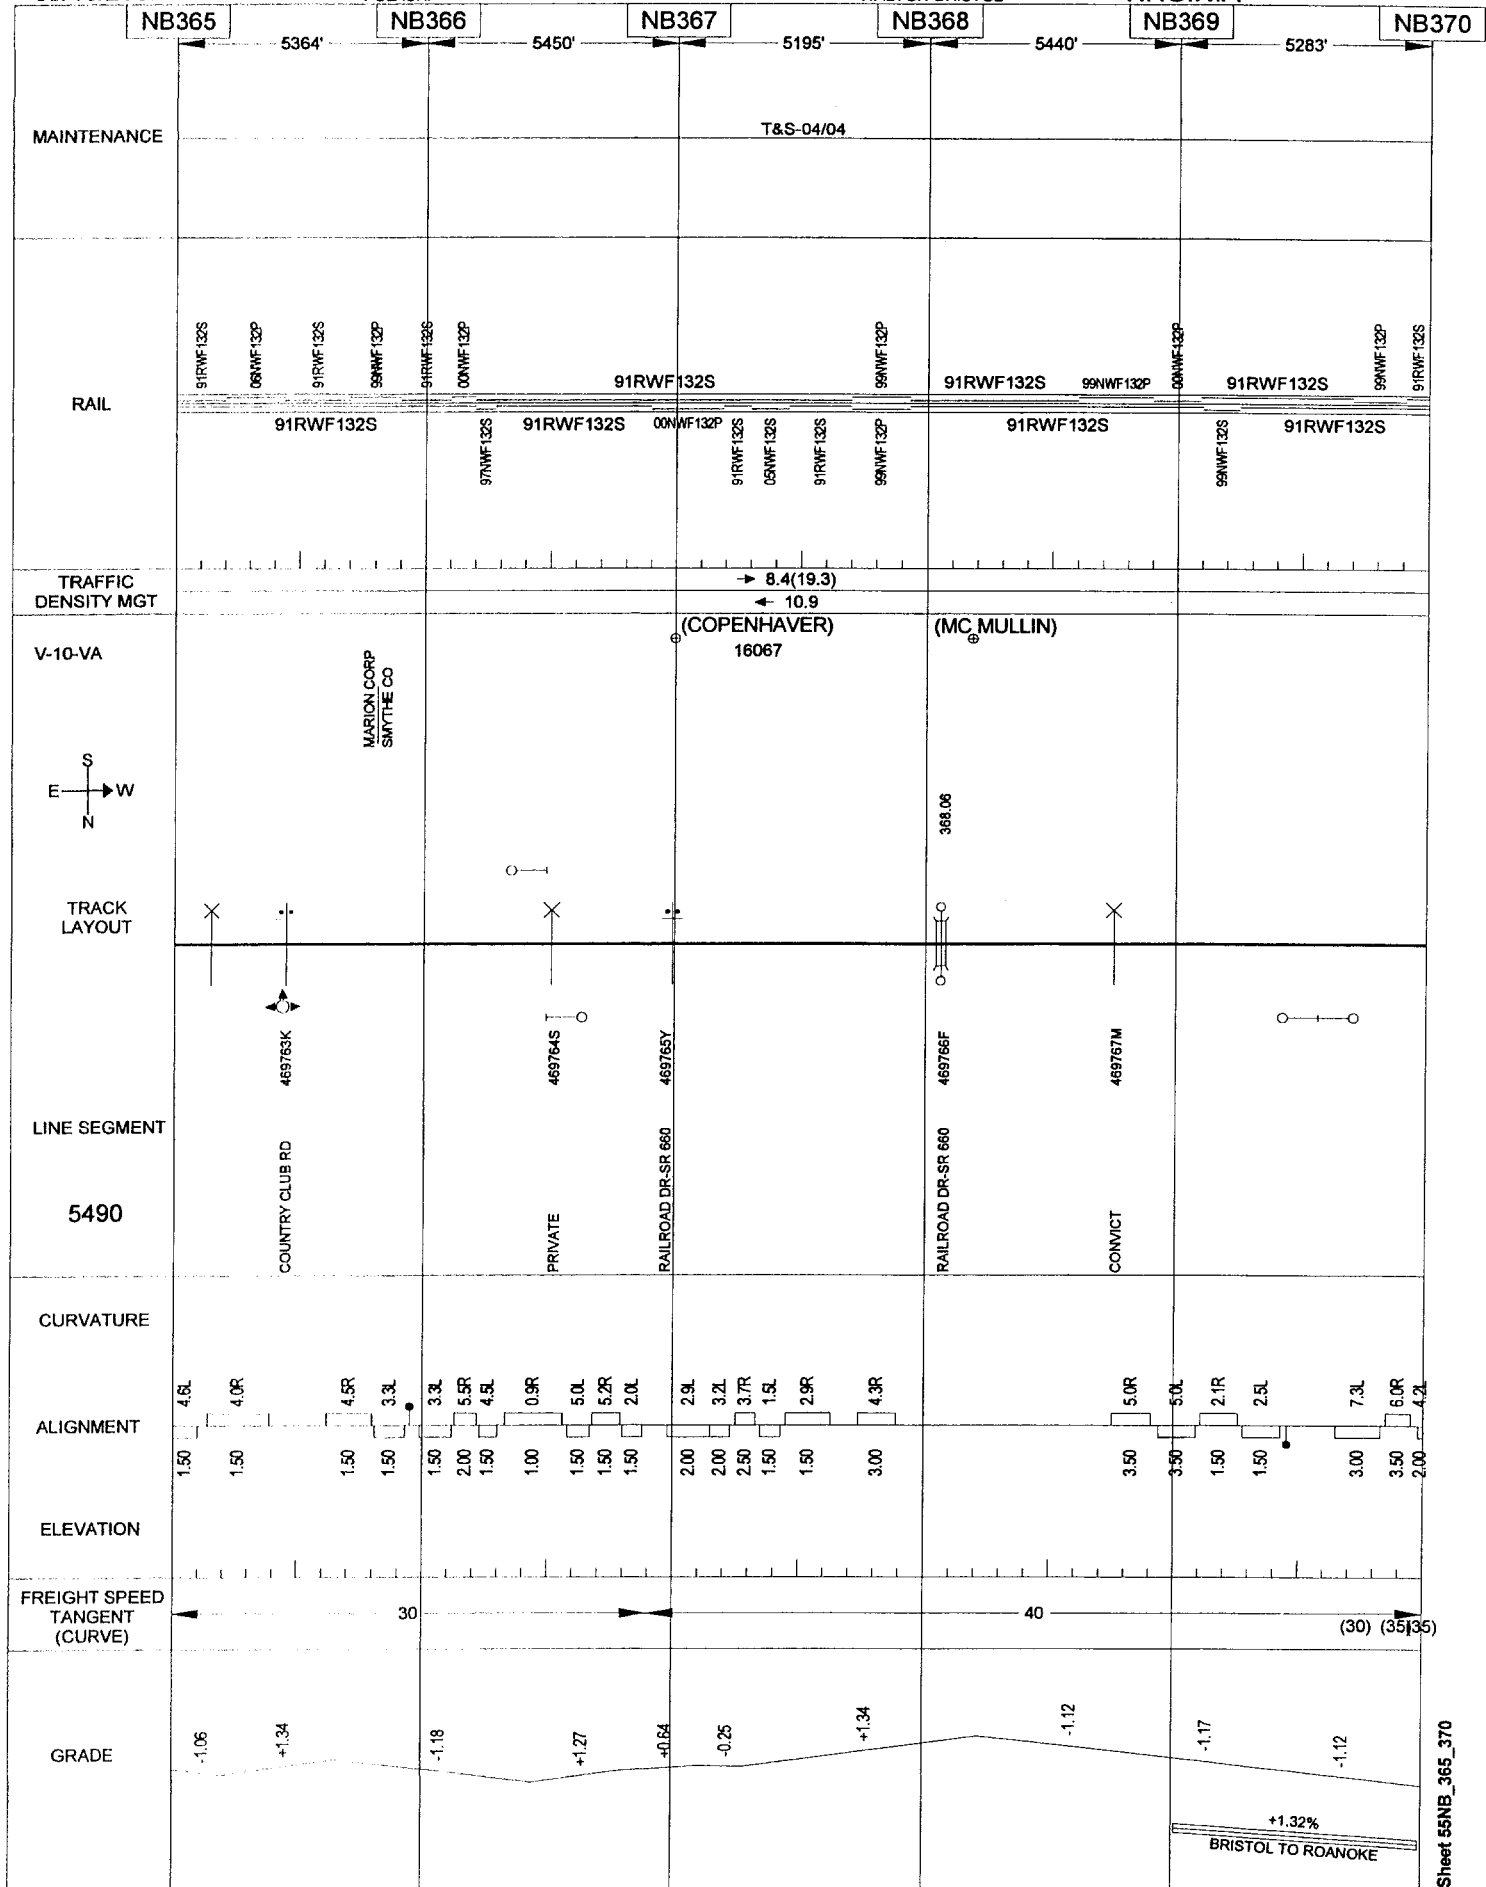 NB365 NB366 NB367 NB368 NB369 NB370
5364' 5450' 5195' 5440' 5283'
MAINTENANCE
T&S-04/04
91RWF132S 06NWF132P 91RWF132S 99NWF132P 91RWF132S 00NWF132P 91RWF132S 99NWF132P 91RWF132S 99NWF132P 00NWF132P 91RWF132S 99NWF132P 91RWF132S
RAIL
91RWF132S 97NWF132S 91RWF132S 00NWF132P 91RWF132S 05NWF132S 91RWF132S 99NWF132P 91RWF132S 99NWF132S 91RWF132S
TRAFFIC
DENSITY MGT
8.4(19.3)
10.9
V-10-VA
(COPENHAVER)
16067
(MC MULLIN)
MARION CORP
SMYTHE CO
S
E W
N
368.06
TRACK
LAYOUT
469763K 469764S 469765Y 469766F 469767M
LINE SEGMENT
5490
COUNTRY CLUB RD
PRIVATE
RAILROAD DR-SR 660
RAILROAD DR-SR 660
CONVICT
CURVATURE
4.6L 4.0R 4.5R 3.3L 3.3L 5.5R 4.5L 0.9R 5.0L 5.2R 2.0L 2.9L 3.2L 3.7R 1.5L 2.9R 4.3R 5.0R 5.0L 2.1R 2.5L 7.3L 6.0R 4.2L
ALIGNMENT
1.50 1.50 1.50 1.50 1.50 2.00 1.50 1.00 1.50 1.50 1.50 2.00 2.00 2.50 1.50 1.50 3.00 3.50 3.50 1.50 1.50 3.00 3.50 2.00
ELEVATION
FREIGHT SPEED
TANGENT
(CURVE)
30 40
(30) (35)(35)
GRADE
-1.06 +1.34 -1.18 +1.27 +0.64 -0.25 +1.34 -1.12 -1.17 -1.12
+1.32%
BRISTOL TO ROANOKE
Sheet 55NB_365_370